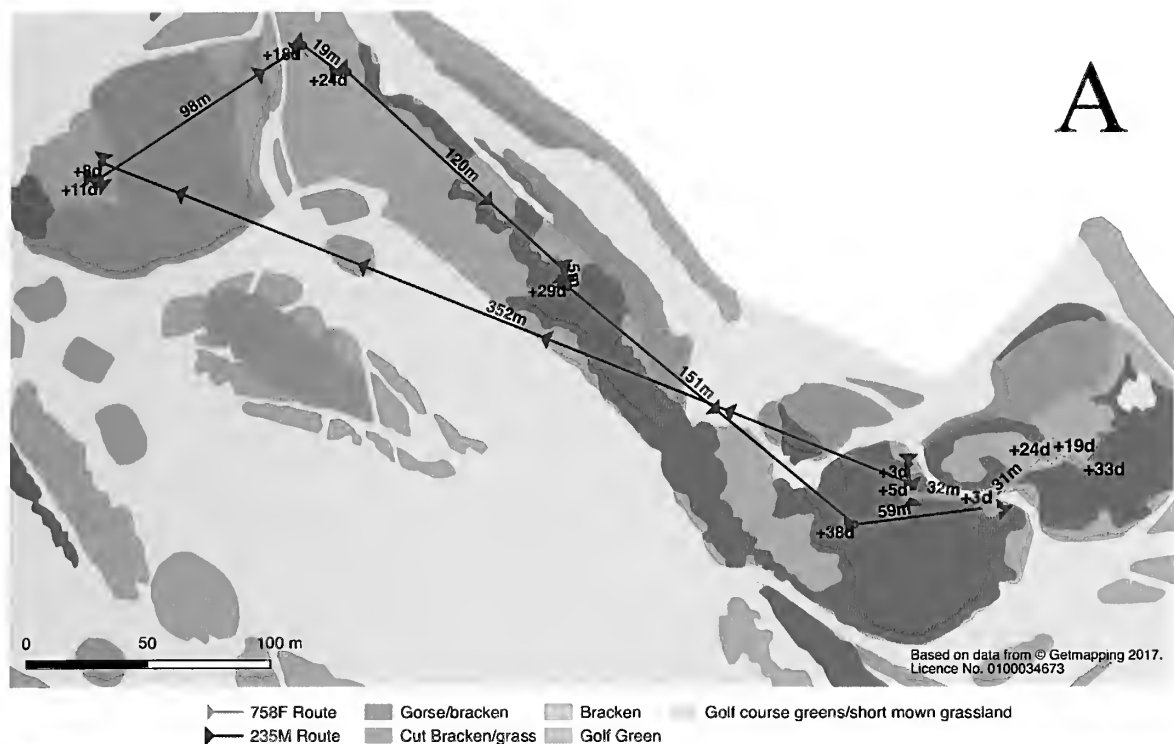 A
+18d
19m
+24d
98m
120m
+8d
+11d
5m
+29d
352m
151m
+24d
+19d
+3d
+33d
31m
+5d
32m
+3d
59m
+38d
0 50 100 m
Based on data from © Getmapping 2017.
Licence No. 0100034673
758F Route Gorse/bracken Bracken Golf course greens/short mown grassland
235M Route Cut Bracken/grass Golf Green